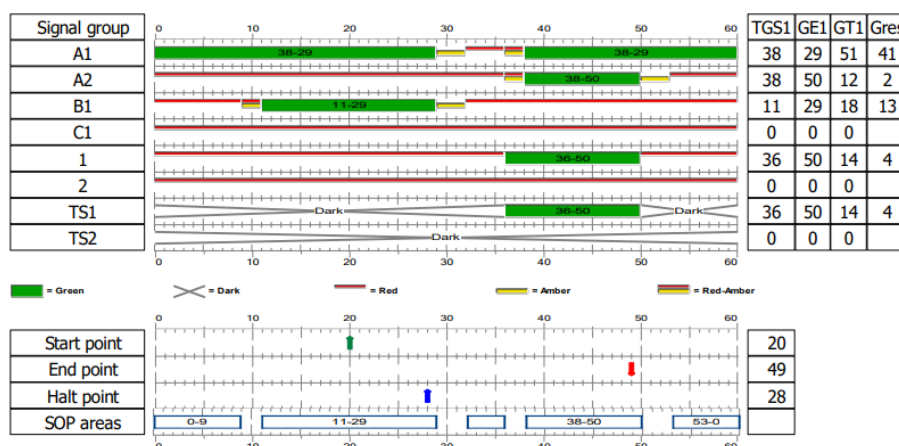 Signal group 0 10 20 30 40 50 60 TGS1 GE1 GT1 Gres
A1 38-29 38-29 38 29 51 41
A2 38-50 38 50 12 2
B1 11-29 11 29 18 13
C1 0 0 0
1 36-50 36 50 14 4
2 0 0 0
TS1 Dark 36-50 Dark 36 50 14 4
TS2 Dark 0 0 0
10 20 30 40 50 60
= Green = Dark = Red = Amber = Red-Amber
0 10 20 30 40 50 60
Start point 20
End point 49
Halt point 28
SOP areas 0-9 11-29 38-50 53-0
10 20 30 40 50 60